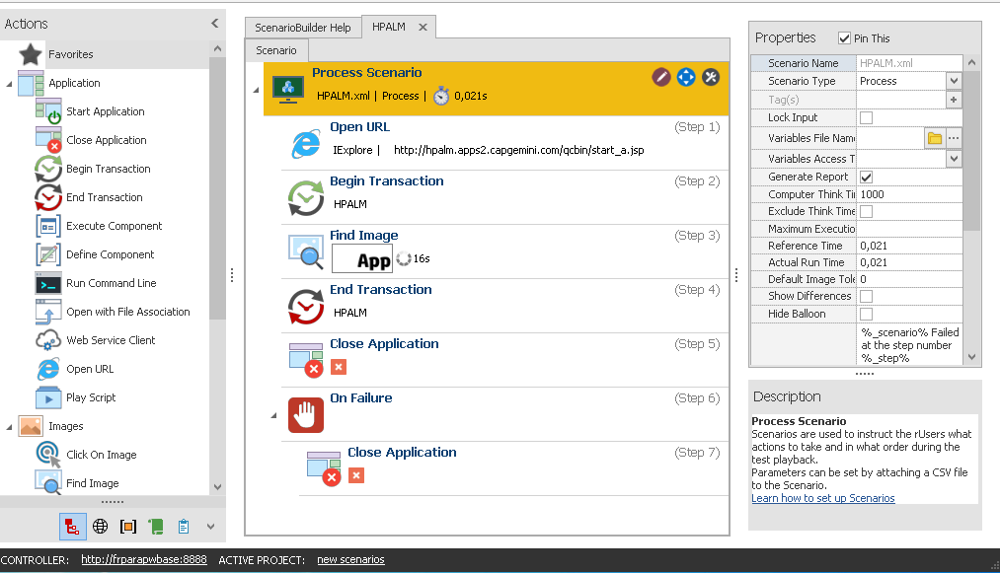 Actions
Favorites
Application
Start Application
Close Application
Begin Transaction
End Transaction
Execute Component
Define Component
Run Command Line
Open with File Association
Web Service Client
Open URL
Play Script
Images
Click On Image
Find Image
ScenarioBuilder Help
HPALM
Scenario
Process Scenario
HPALM.xml | Process | 0,021s
Open URL (Step 1)
IExplore | http://hpalm.apps2.capgemini.com/qcbin/start_a.jsp
Begin Transaction (Step 2)
HPALM
Find Image (Step 3)
App 16s
End Transaction (Step 4)
HPALM
Close Application (Step 5)
On Failure (Step 6)
Close Application (Step 7)
Properties Pin This
Scenario Name HPALM.xml
Scenario Type Process
Tag(s)
Lock Input
Variables File Name
Variables Access T
Generate Report
Computer Think Tir 1000
Exclude Think Time
Maximum Executio
Reference Time 0,021
Actual Run Time 0,021
Default Image Tole 0
Show Differences
Hide Balloon
%_scenario% Failed
at the step number
%_step%
Description
Process Scenario
Scenarios are used to instruct the rUsers what
actions to take and in what order during the
test playback.
Parameters can be set by attaching a CSV file
to the Scenario.
Learn how to set up Scenarios
CONTROLLER: http://frparapwbase:8888 ACTIVE PROJECT: new scenarios